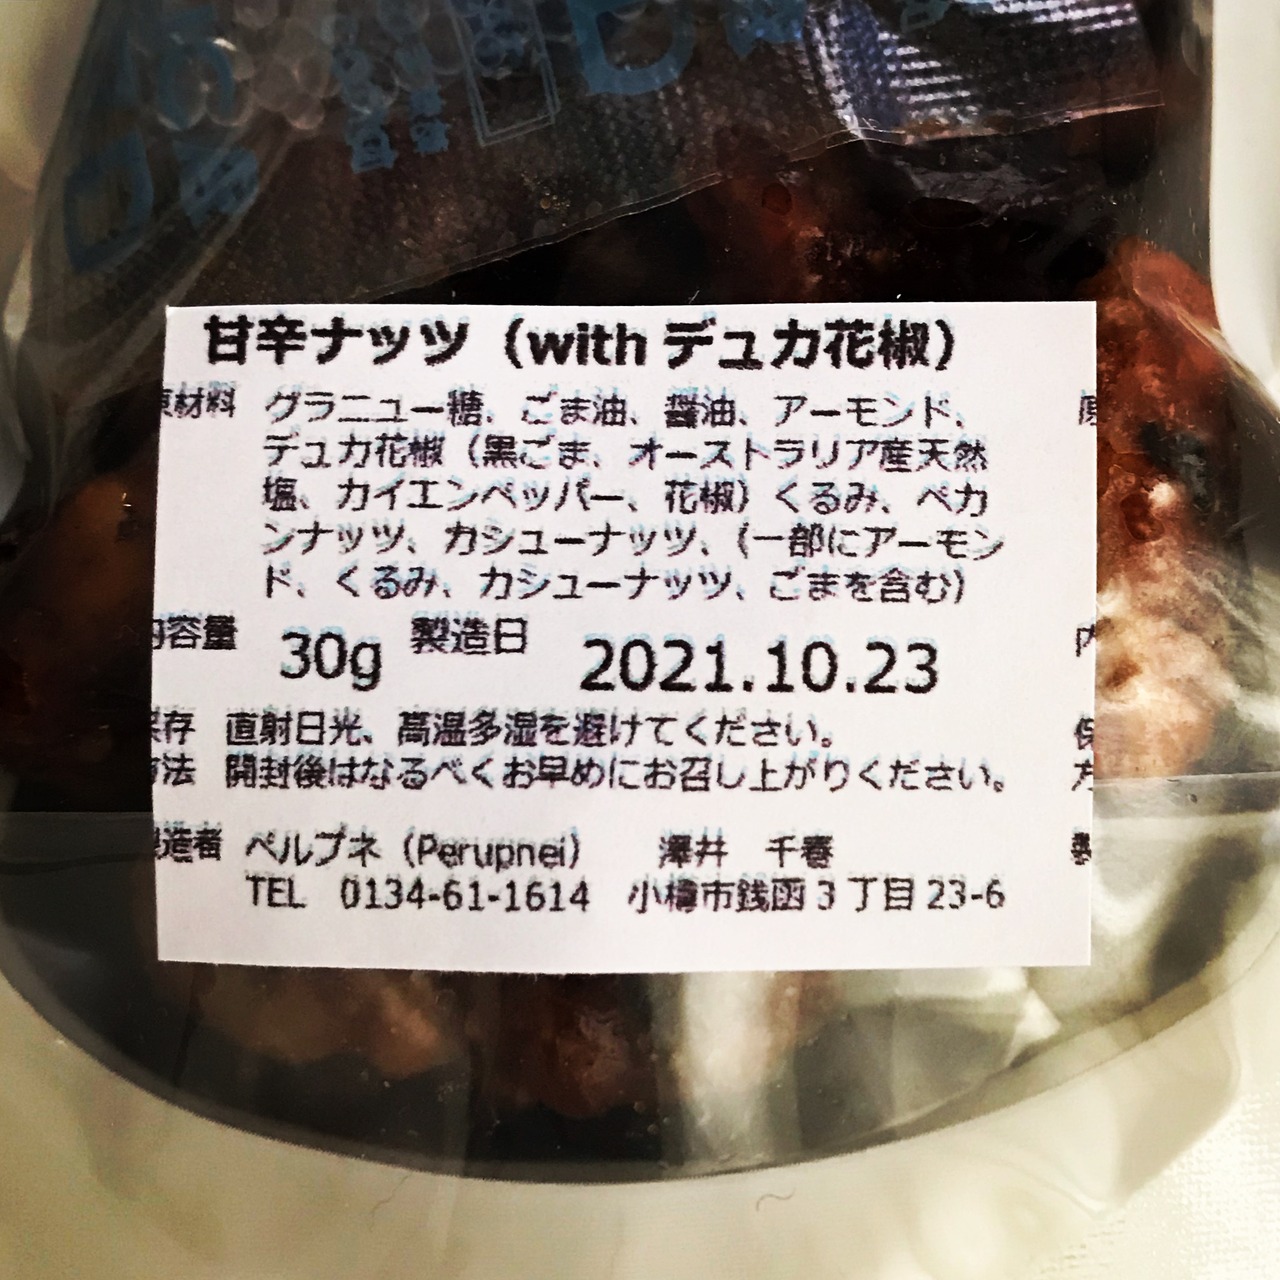 甘辛ナッツ（with デュカ花椒）
原材料 グラニュー糖、ごま油、醤油、アーモンド、
デュカ花椒（黒ごま、オーストラリア産天然
塩、カイエンペッパー、花椒）くるみ、ペカ
ンナッツ、カシューナッツ、（一部にアーモン
ド、くるみ、カシューナッツ、ごまを含む）
内容量 30g 製造日 2021.10.23
保存 直射日光、高温多湿を避けてください。
方法 開封後はなるべくお早めにお召し上がりください。
製造者 ペルプネ（Perupnei） 澤井 千春
TEL 0134-61-1614 小樽市銭函３丁目 23-6